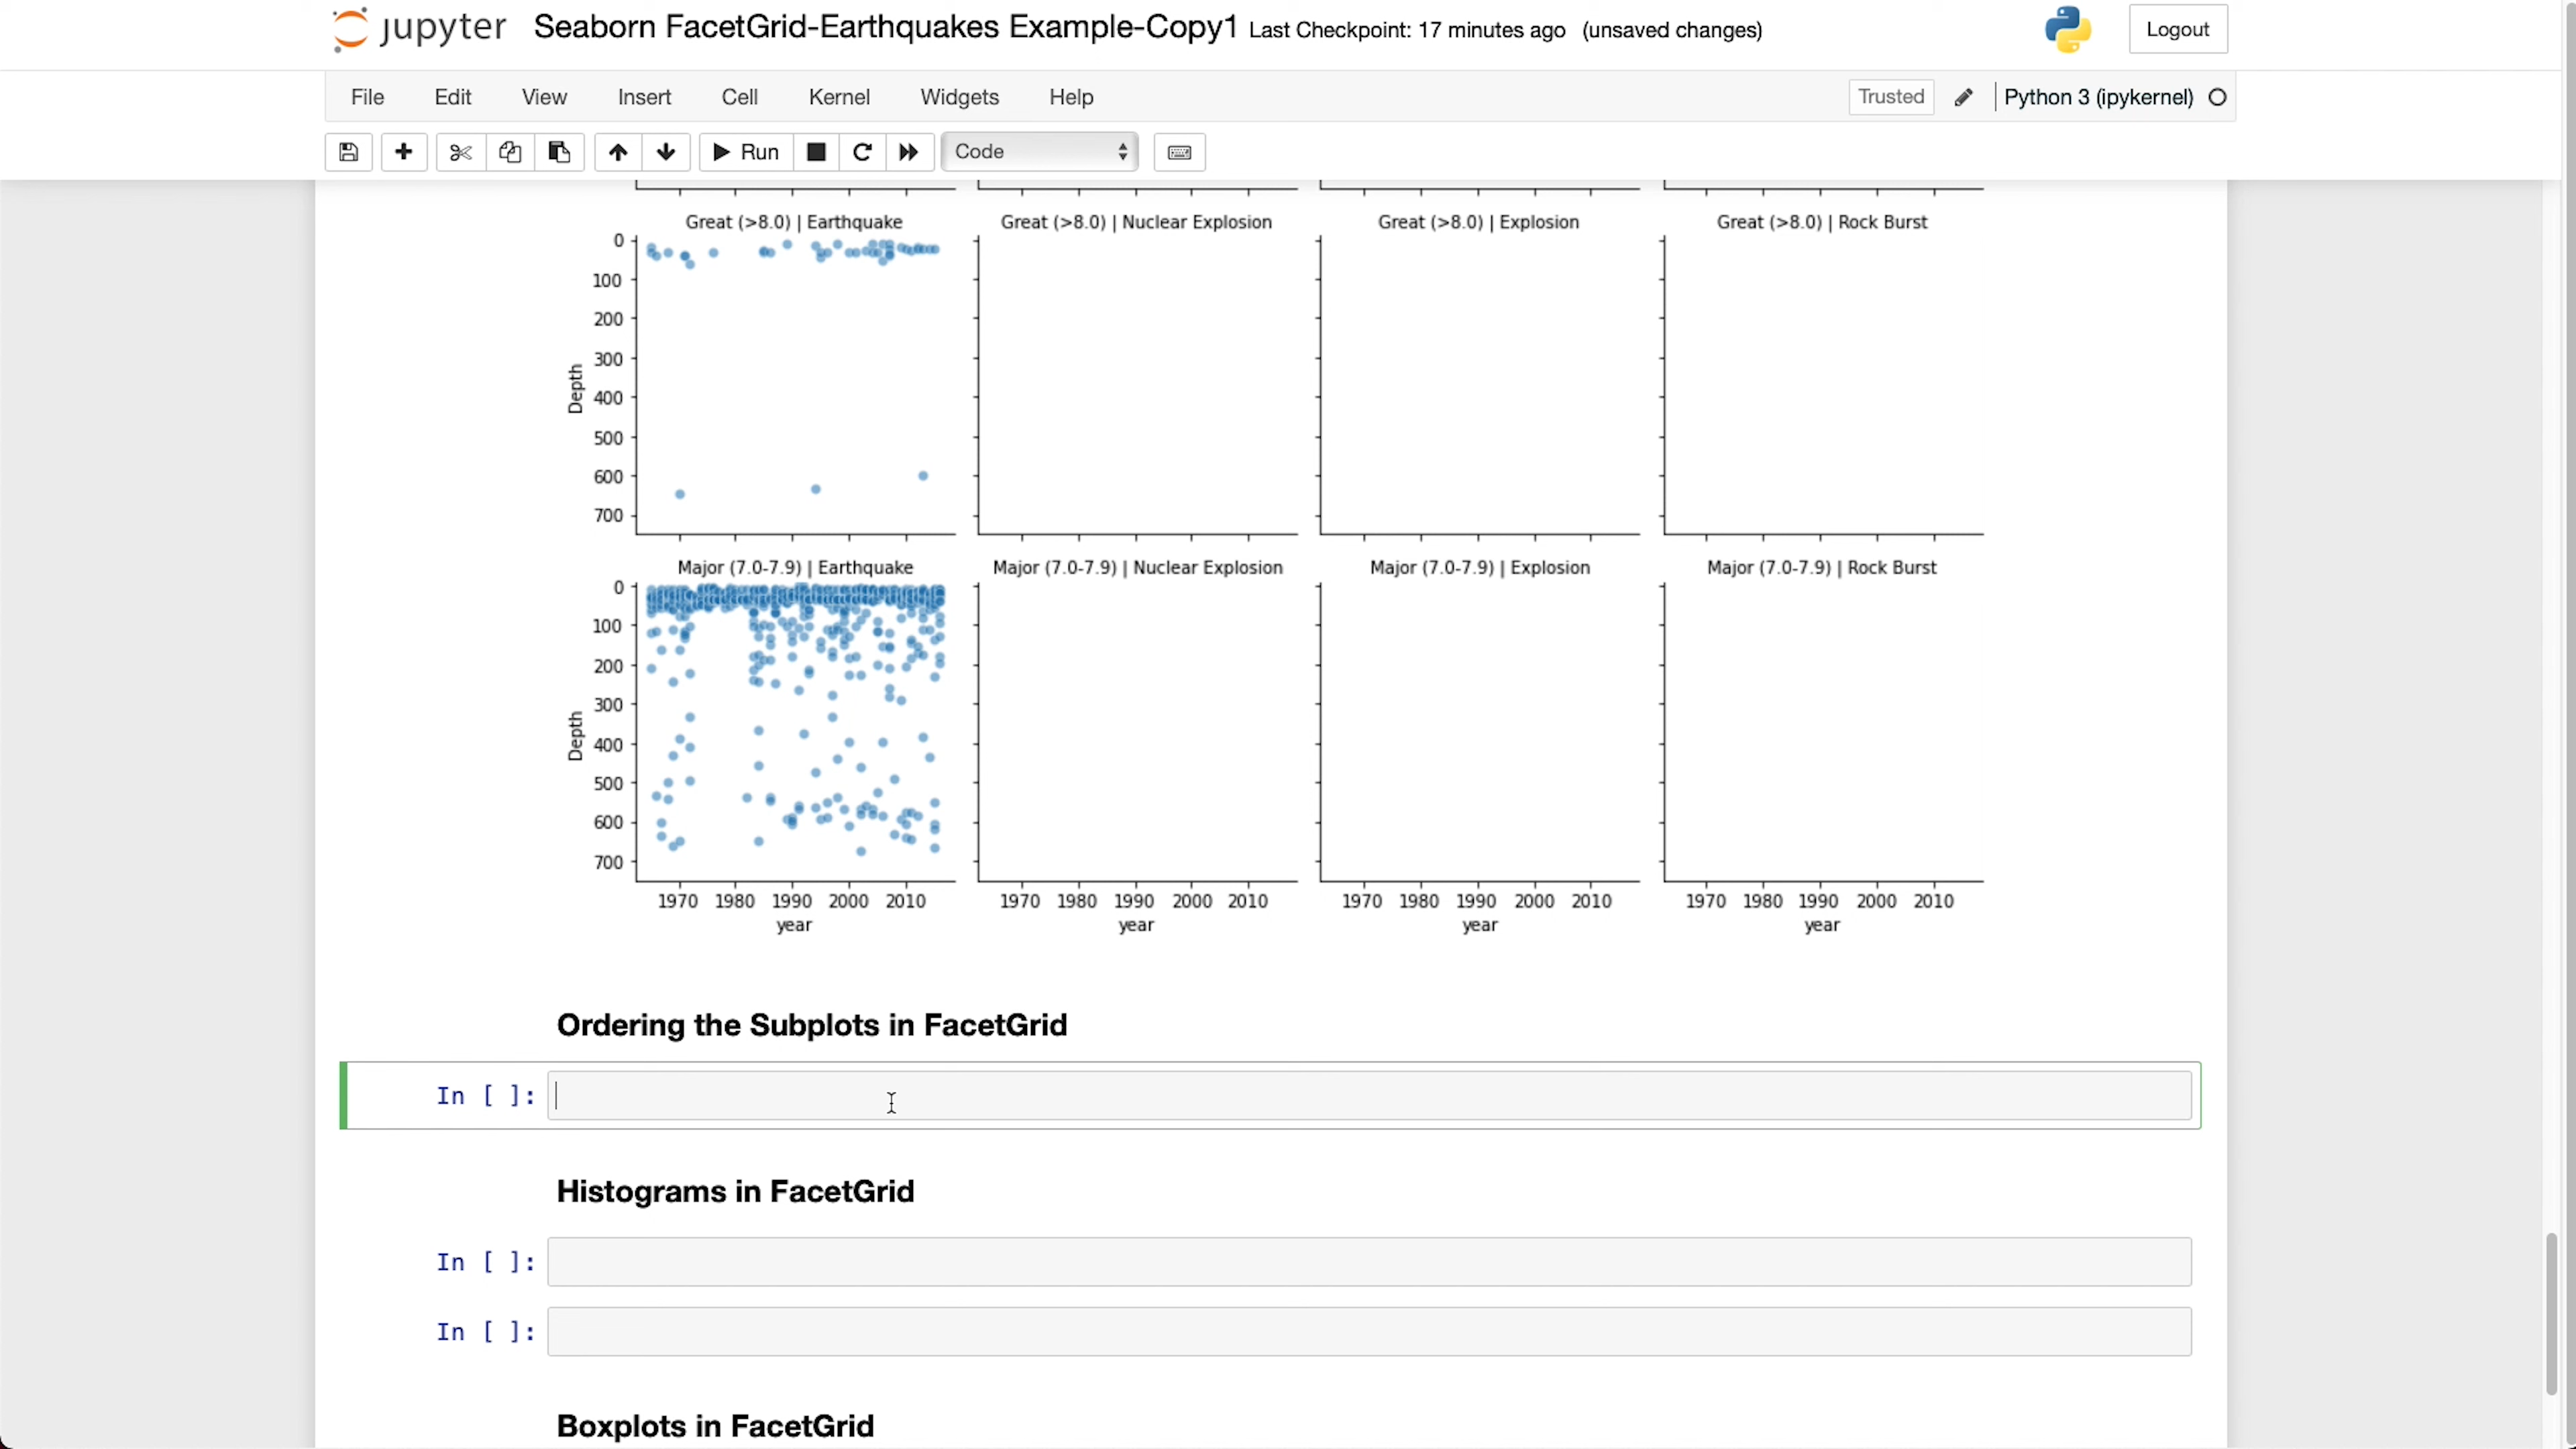 jupyter Seaborn FacetGrid-Earthquakes Example-Copy1 Last Checkpoint: 17 minutes ago (unsaved changes) Logout
File Edit View Insert Cell Kernel Widgets Help Trusted Python 3 (ipykernel)
Run Code
Great (>8.0) | Earthquake Great (>8.0) | Nuclear Explosion Great (>8.0) | Explosion Great (>8.0) | Rock Burst
0
100
200
300
Depth
400
500
600
700
Major (7.0-7.9) | Earthquake Major (7.0-7.9) | Nuclear Explosion Major (7.0-7.9) | Explosion Major (7.0-7.9) | Rock Burst
0
100
200
300
Depth
400
500
600
700
1970 1980 1990 2000 2010 1970 1980 1990 2000 2010 1970 1980 1990 2000 2010 1970 1980 1990 2000 2010
year year year year
Ordering the Subplots in FacetGrid
In [ ]:
Histograms in FacetGrid
In [ ]:
In [ ]:
Boxplots in FacetGrid